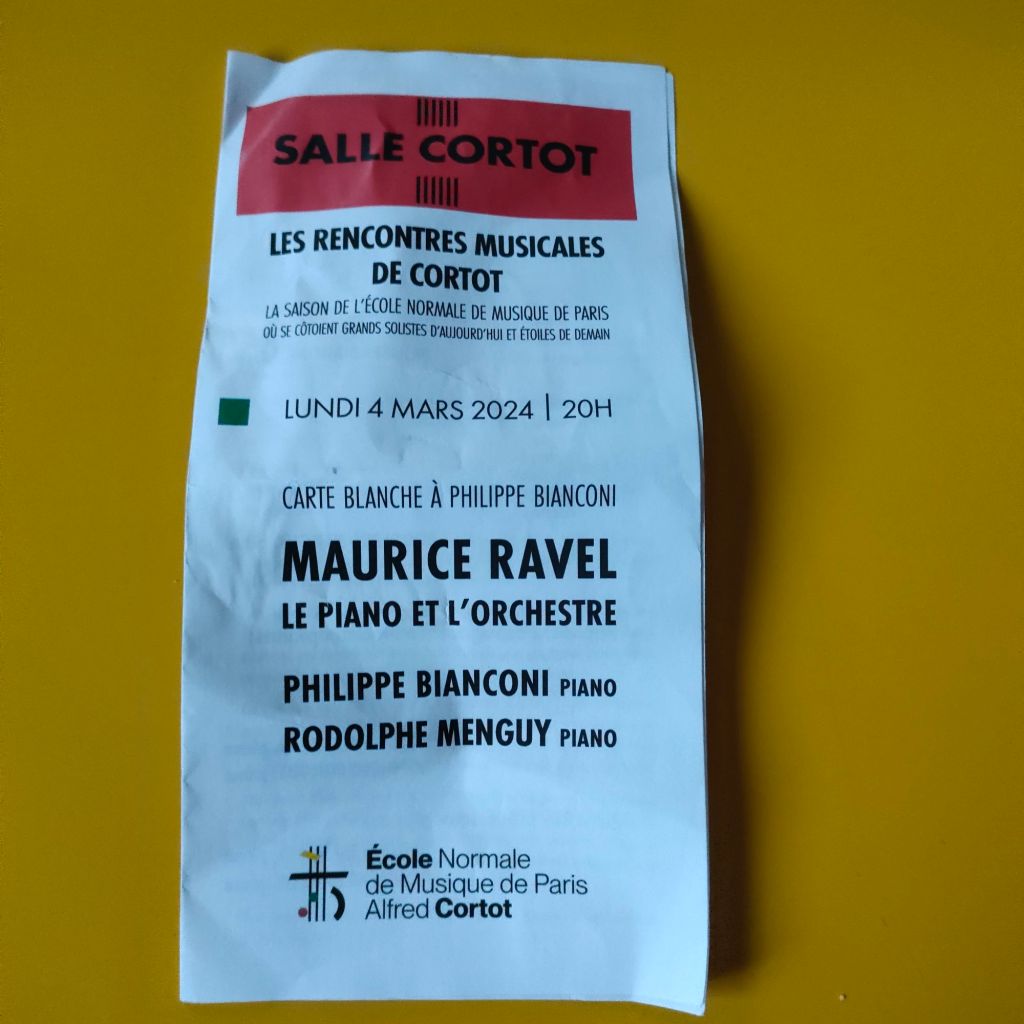 SALLE CORTOT
LES RENCONTRES MUSICALES
DE CORTOT
LA SAISON DE L'ÉCOLE NORMALE DE MUSIQUE DE PARIS
OÙ SE CÔTOIENT GRANDS SOLISTES D'AUJOURD'HUI ET ÉTOILES DE DEMAIN
LUNDI 4 MARS 2024 | 20H
CARTE BLANCHE À PHILIPPE BIANCONI
MAURICE RAVEL
LE PIANO ET L'ORCHESTRE
PHILIPPE BIANCONI PIANO
RODOLPHE MENGUY PIANO
École Normale
de Musique de Paris
Alfred Cortot